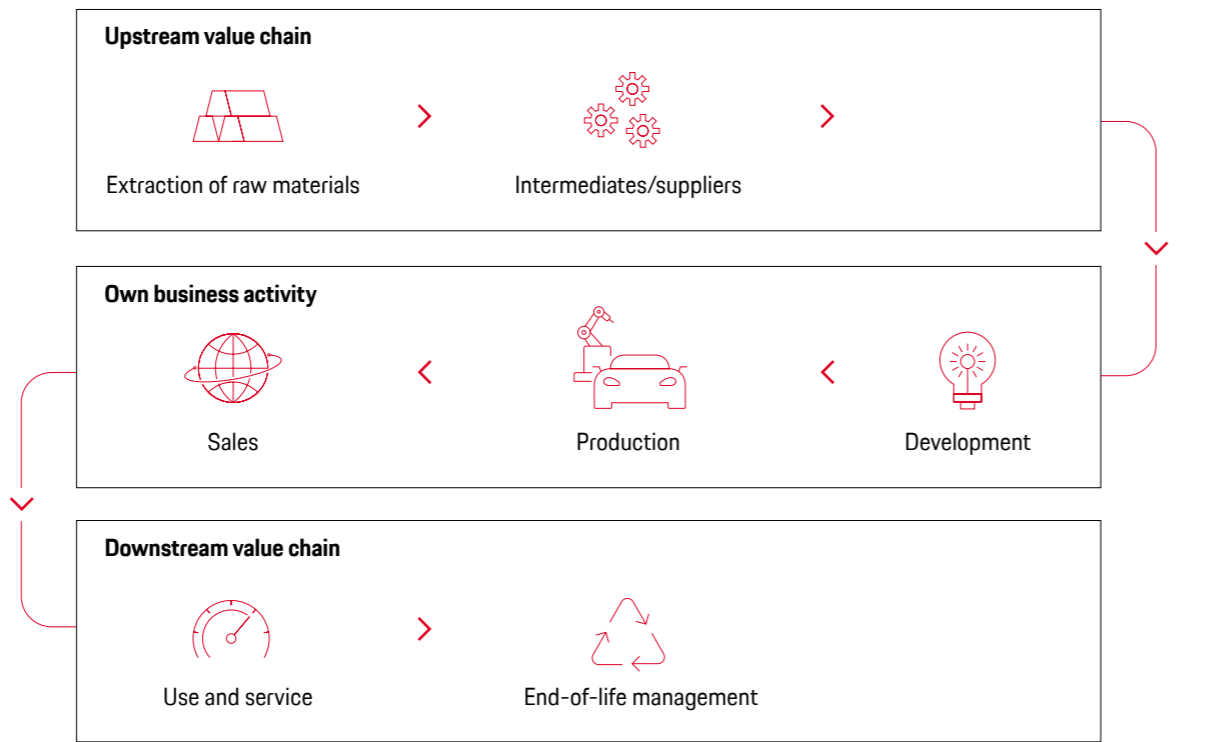 Upstream value chain
Extraction of raw materials
Intermediates/suppliers
Own business activity
Sales
Production
Development
Downstream value chain
Use and service
End-of-life management